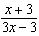 x + 3
3x − 3